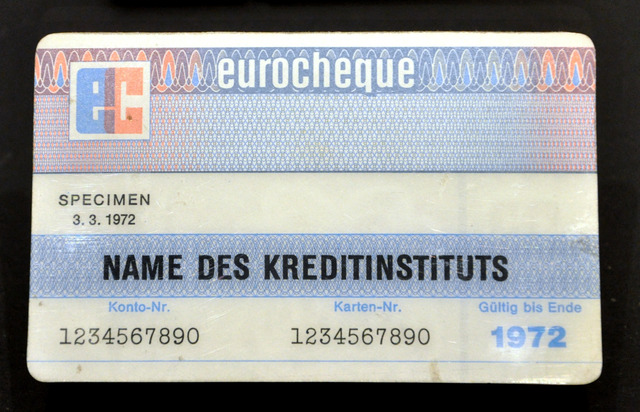 ec
eurocheque
SPECIMEN
3. 3. 1972
NAME DES KREDITINSTITUTS
Konto-Nr. Karten-Nr. Gültig bis Ende
1234567890 1234567890 1972